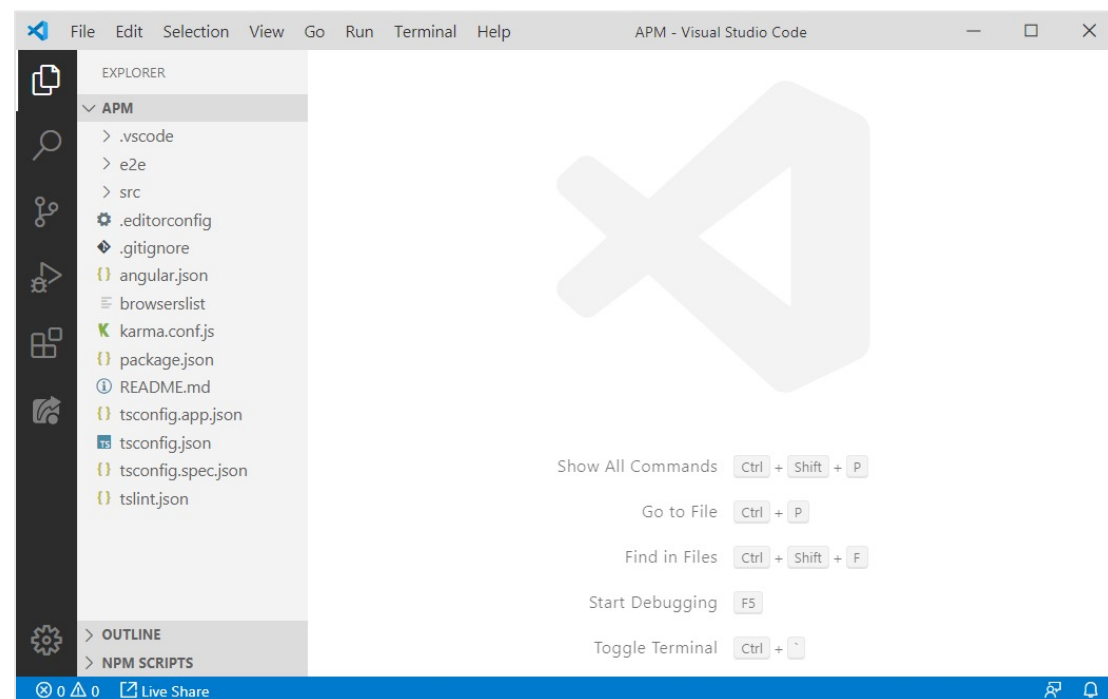 File Edit Selection View Go Run Terminal Help APM - Visual Studio Code
EXPLORER
APM
.vscode
e2e
src
.editorconfig
.gitignore
angular.json
browserslist
karma.conf.js
package.json
README.md
tsconfig.app.json
tsconfig.json
tsconfig.spec.json
tslint.json
OUTLINE
NPM SCRIPTS
Show All Commands Ctrl + Shift + P
Go to File Ctrl + P
Find in Files Ctrl + Shift + F
Start Debugging F5
Toggle Terminal Ctrl + `
0 0 Live Share